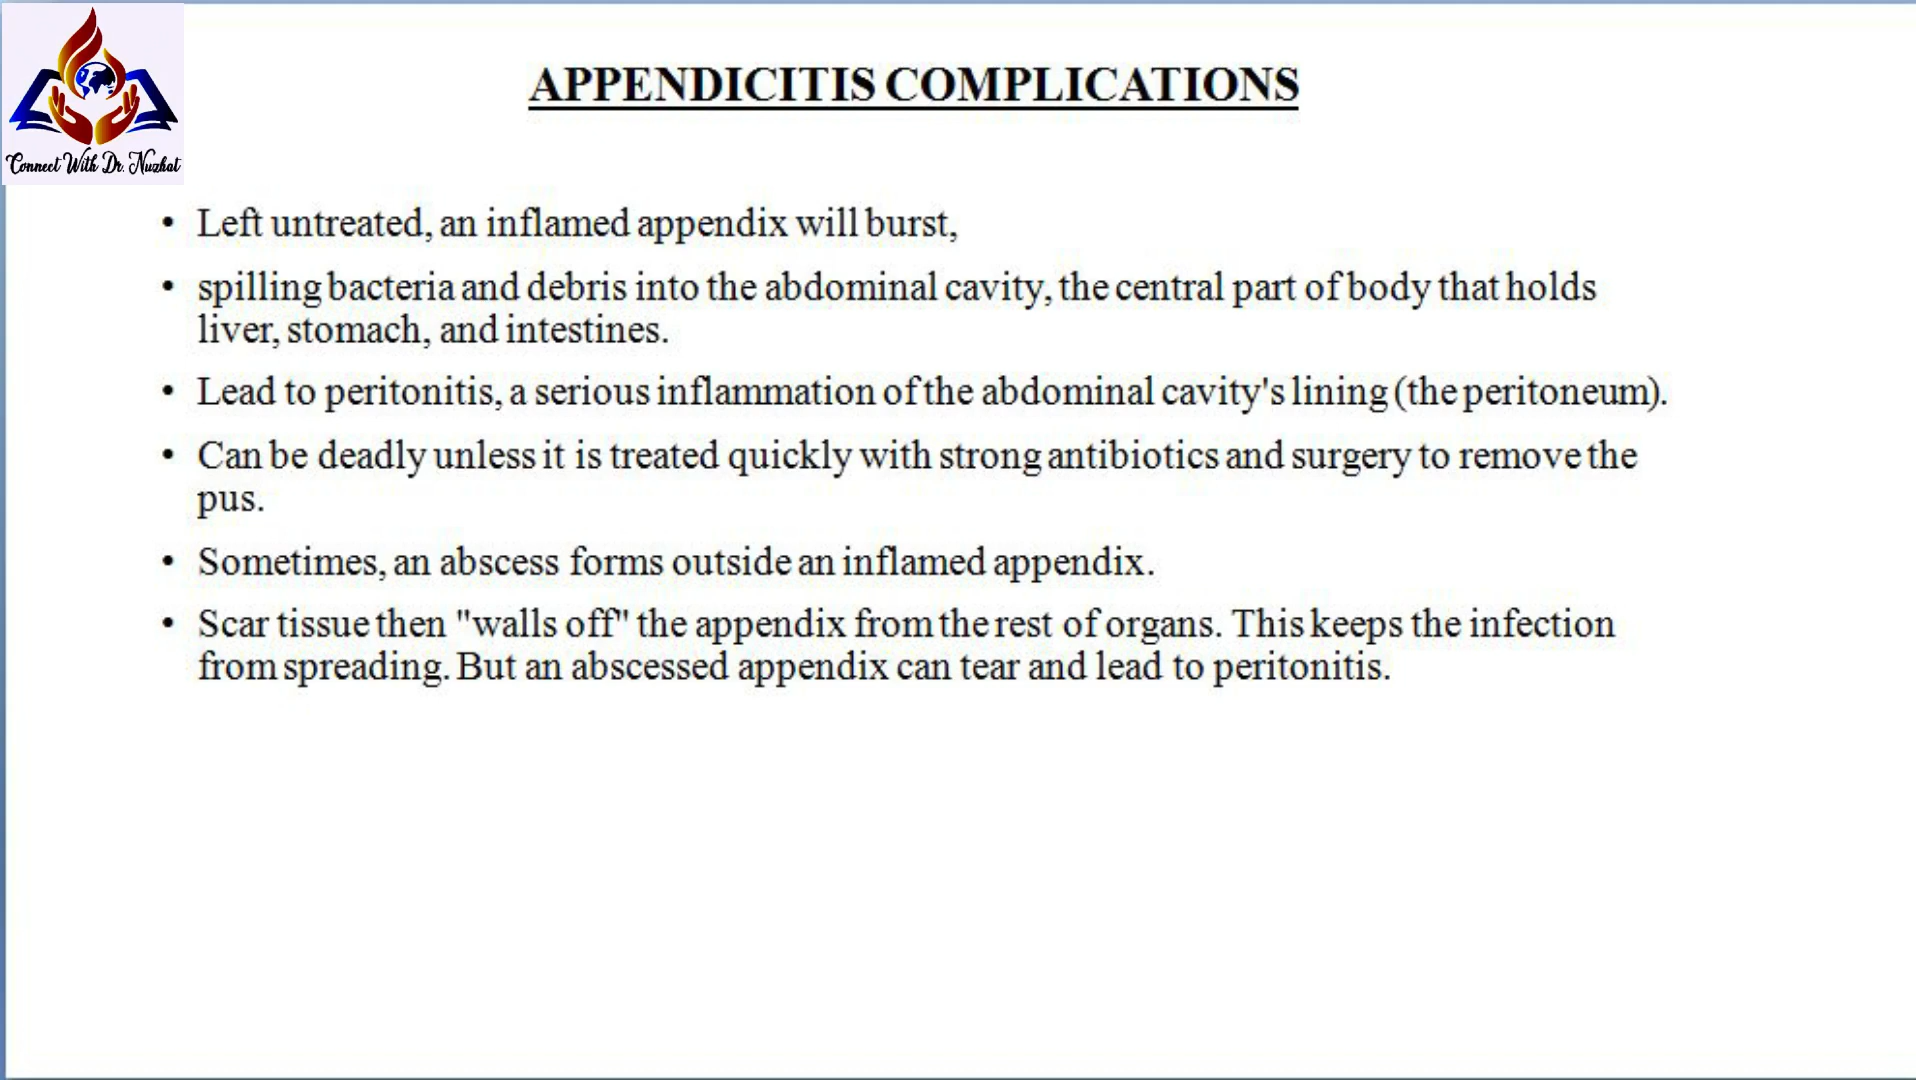 Connect With Dr. Nuzhat
APPENDICITIS COMPLICATIONS
• Left untreated, an inflamed appendix will burst,
• spilling bacteria and debris into the abdominal cavity, the central part of body that holds
liver, stomach, and intestines.
• Lead to peritonitis, a serious inflammation of the abdominal cavity's lining (the peritoneum).
• Can be deadly unless it is treated quickly with strong antibiotics and surgery to remove the
pus.
• Sometimes, an abscess forms outside an inflamed appendix.
• Scar tissue then "walls off" the appendix from the rest of organs. This keeps the infection
from spreading. But an abscessed appendix can tear and lead to peritonitis.